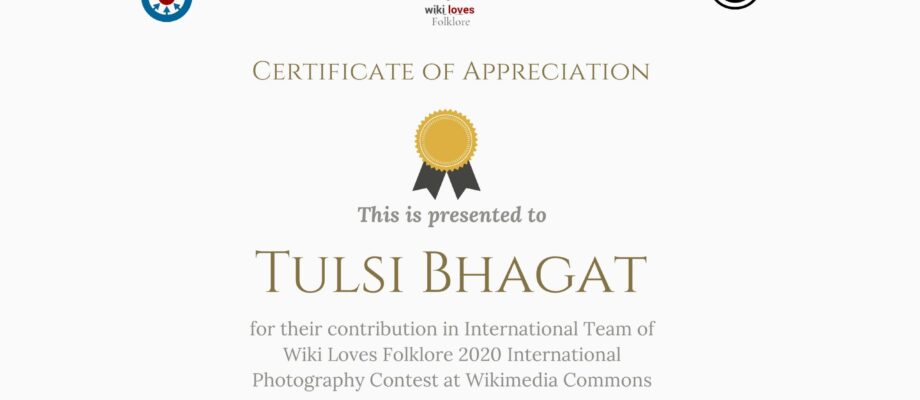 wiki loves
Folklore
Certificate of Appreciation
This is presented to
Tulsi Bhagat
for their contribution in International Team of
Wiki Loves Folklore 2020 International
Photography Contest at Wikimedia Commons